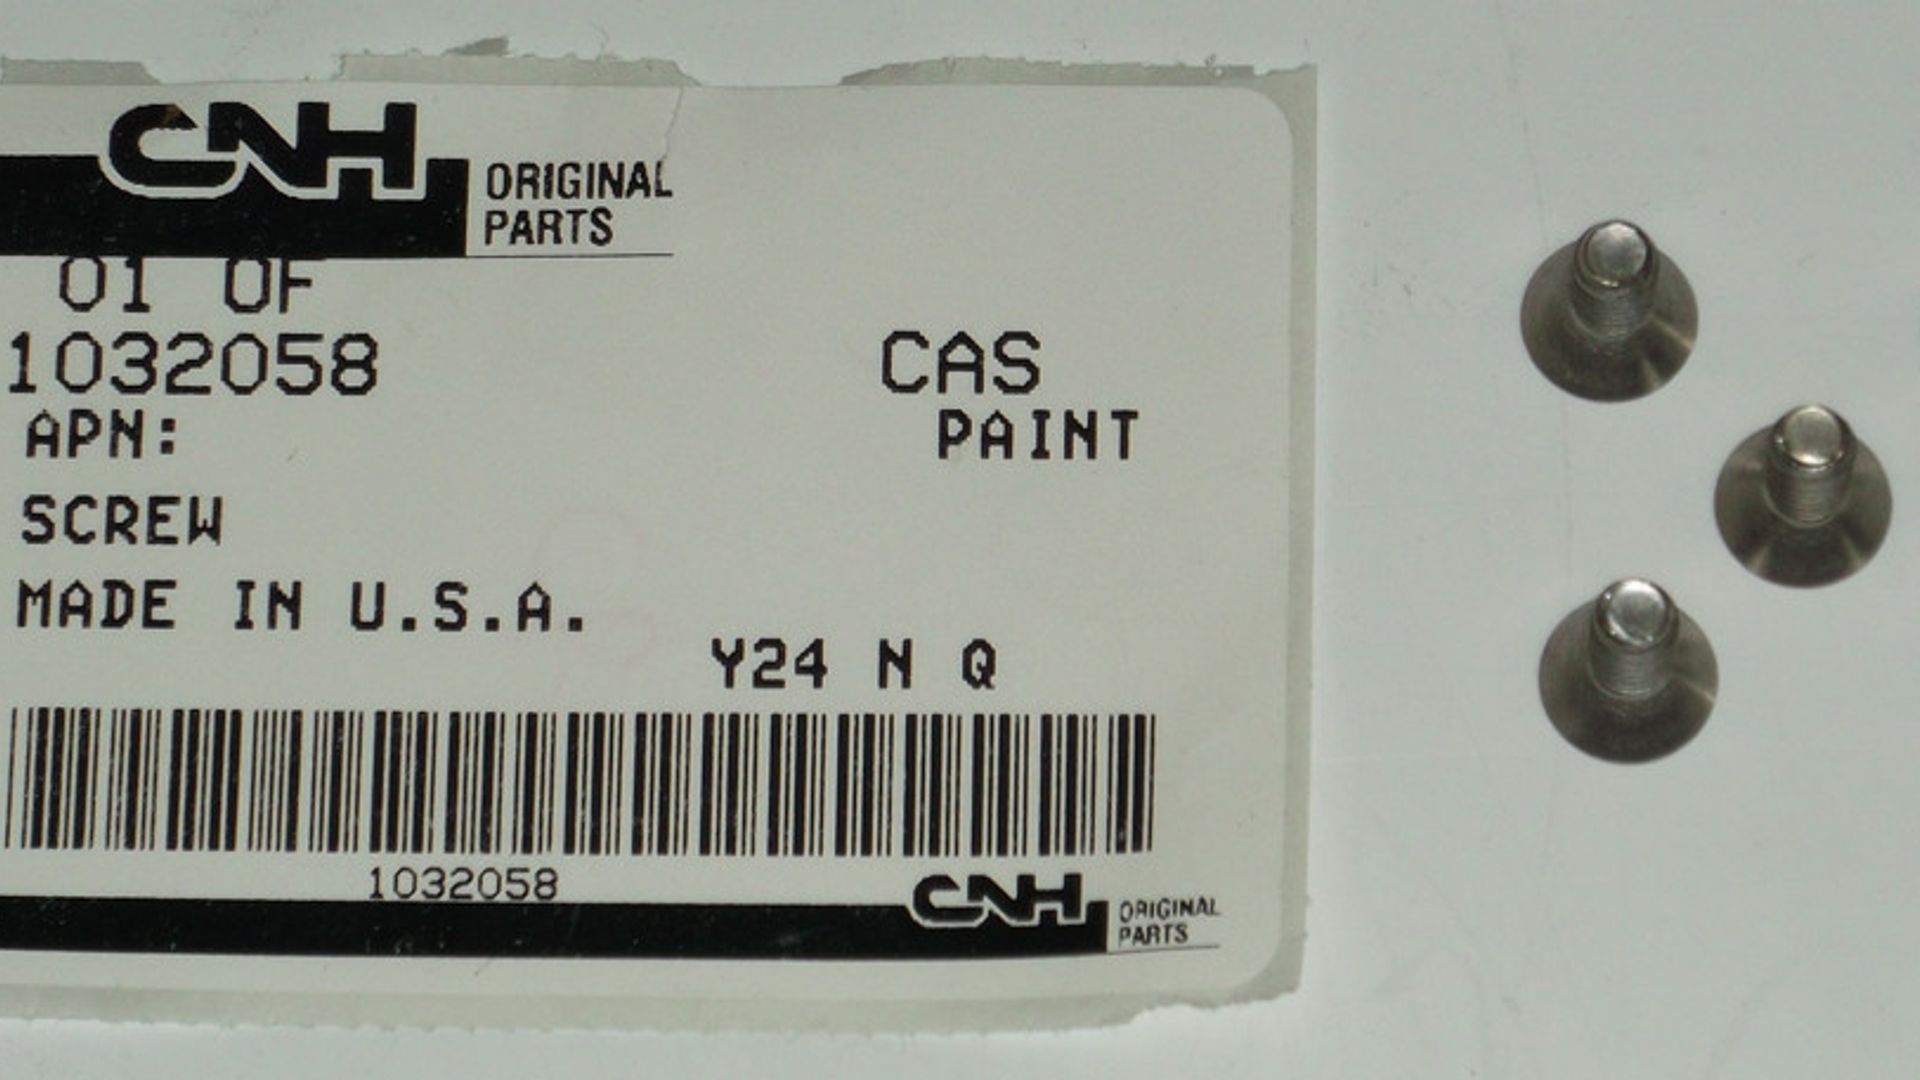 CNH ORIGINAL
PARTS
01 OF
1032058 CAS
APN: PAINT
SCREW
MADE IN U.S.A.
Y24 N Q
1032058
CNH ORIGINAL
PARTS